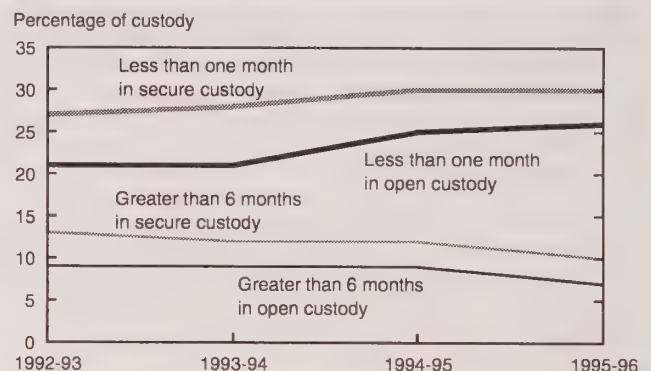 Percentage of custody
35
Less than one month
in secure custody
30
25
Less than one month
in open custody
20
Greater than 6 months
in secure custody
15
10
Greater than 6 months
in open custody
5
0
1992-93 1993-94 1994-95 1995-96